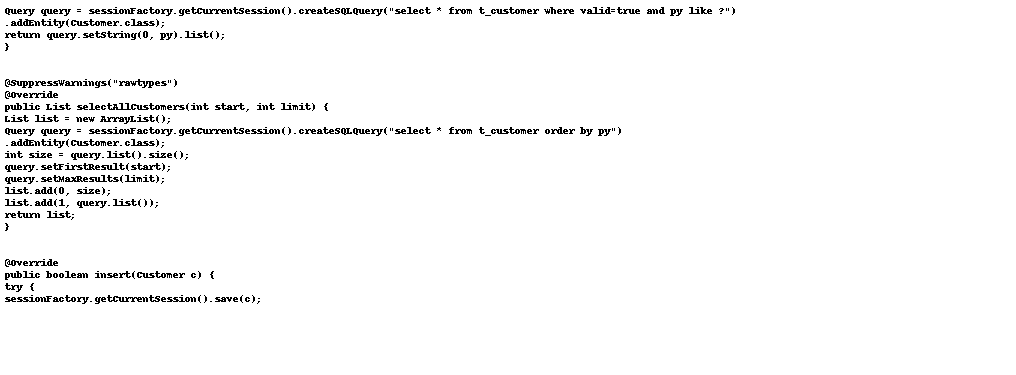 Query query = sessionFactory.getCurrentSession().createSQLQuery("select * from t_customer where valid=true and py like ?")
.addEntity(Customer.class);
return query.setString(0, py).list();
}
@SuppressWarnings("rawtypes")
@Override
public List selectAllCustomers(int start, int limit) {
List list = new ArrayList();
Query query = sessionFactory.getCurrentSession().createSQLQuery("select * from t_customer order by py")
.addEntity(Customer.class);
int size = query.list().size();
query.setFirstResult(start);
query.setMaxResults(limit);
list.add(0, size);
list.add(1, query.list());
return list;
}
@Override
public boolean insert(Customer c) {
try {
sessionFactory.getCurrentSession().save(c);